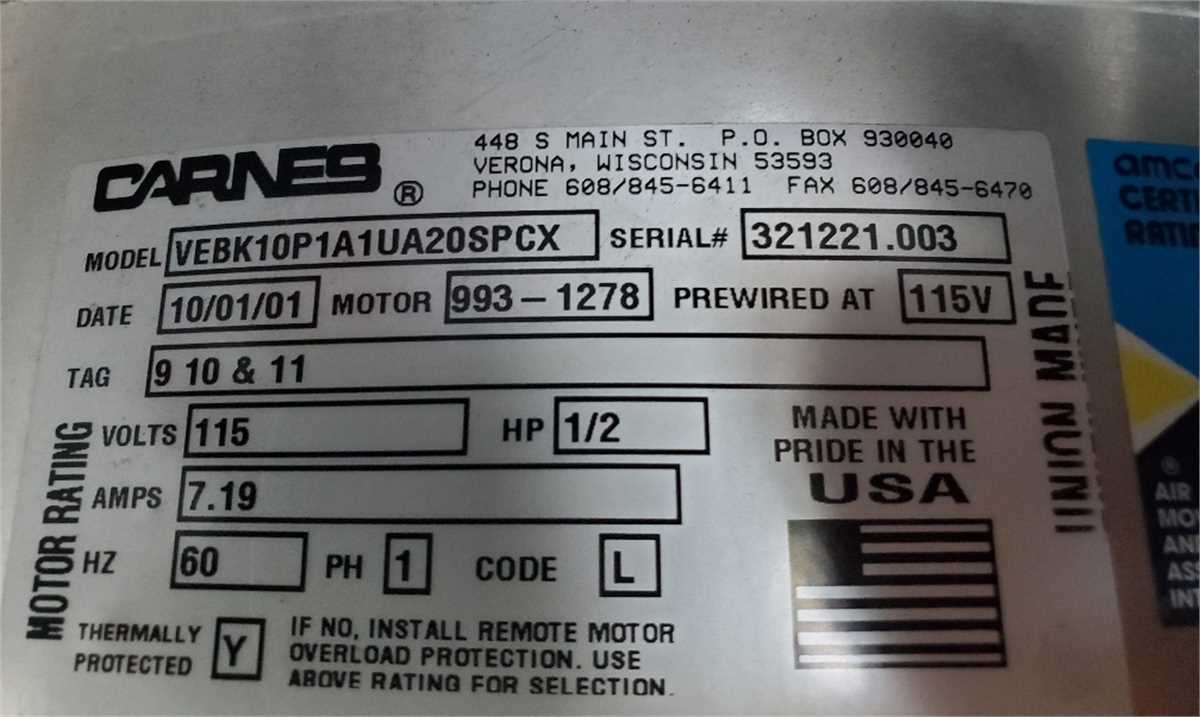 CARNES ®
448 S MAIN ST. P.O. BOX 930040
VERONA, WISCONSIN 53593
PHONE 608/845-6411 FAX 608/845-6470
MODEL VEBK10P1A1UA20SPCX SERIAL# 321221.003
DATE 10/01/01 MOTOR 993-1278 PREWIRED AT 115V
TAG 9 10 & 11
MOTOR RATING
VOLTS 115 HP 1/2
AMPS 7.19
HZ 60 PH 1 CODE L
THERMALLY PROTECTED Y
IF NO, INSTALL REMOTE MOTOR
OVERLOAD PROTECTION. USE
ABOVE RATING FOR SELECTION.
MADE WITH
PRIDE IN THE
USA
UNION MADE
amca
CERTI
RATI
®
AIR
MO
AN
ASS
INT